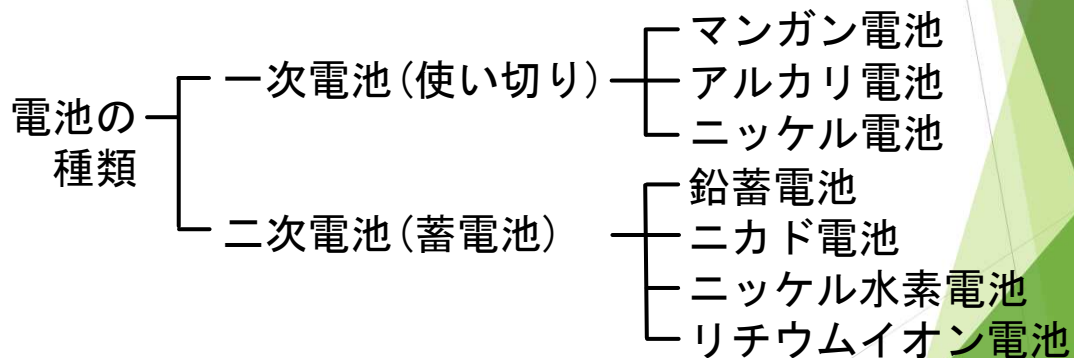 電池の
種類
一次電池(使い切り)
マンガン電池
アルカリ電池
ニッケル電池
二次電池(蓄電池)
鉛蓄電池
ニカド電池
ニッケル水素電池
リチウムイオン電池